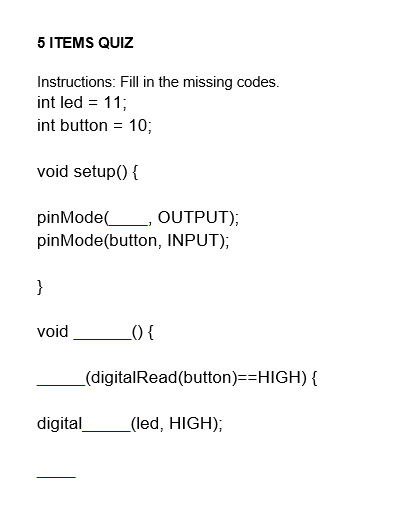 5 ITEMS QUIZ
Instructions: Fill in the missing codes.
int led = 11;
int button = 10;
void setup() {
pinMode(____, OUTPUT);
pinMode(button, INPUT);
}
void ______() {
_____(digitalRead(button)==HIGH) {
digital_____(led, HIGH);
____